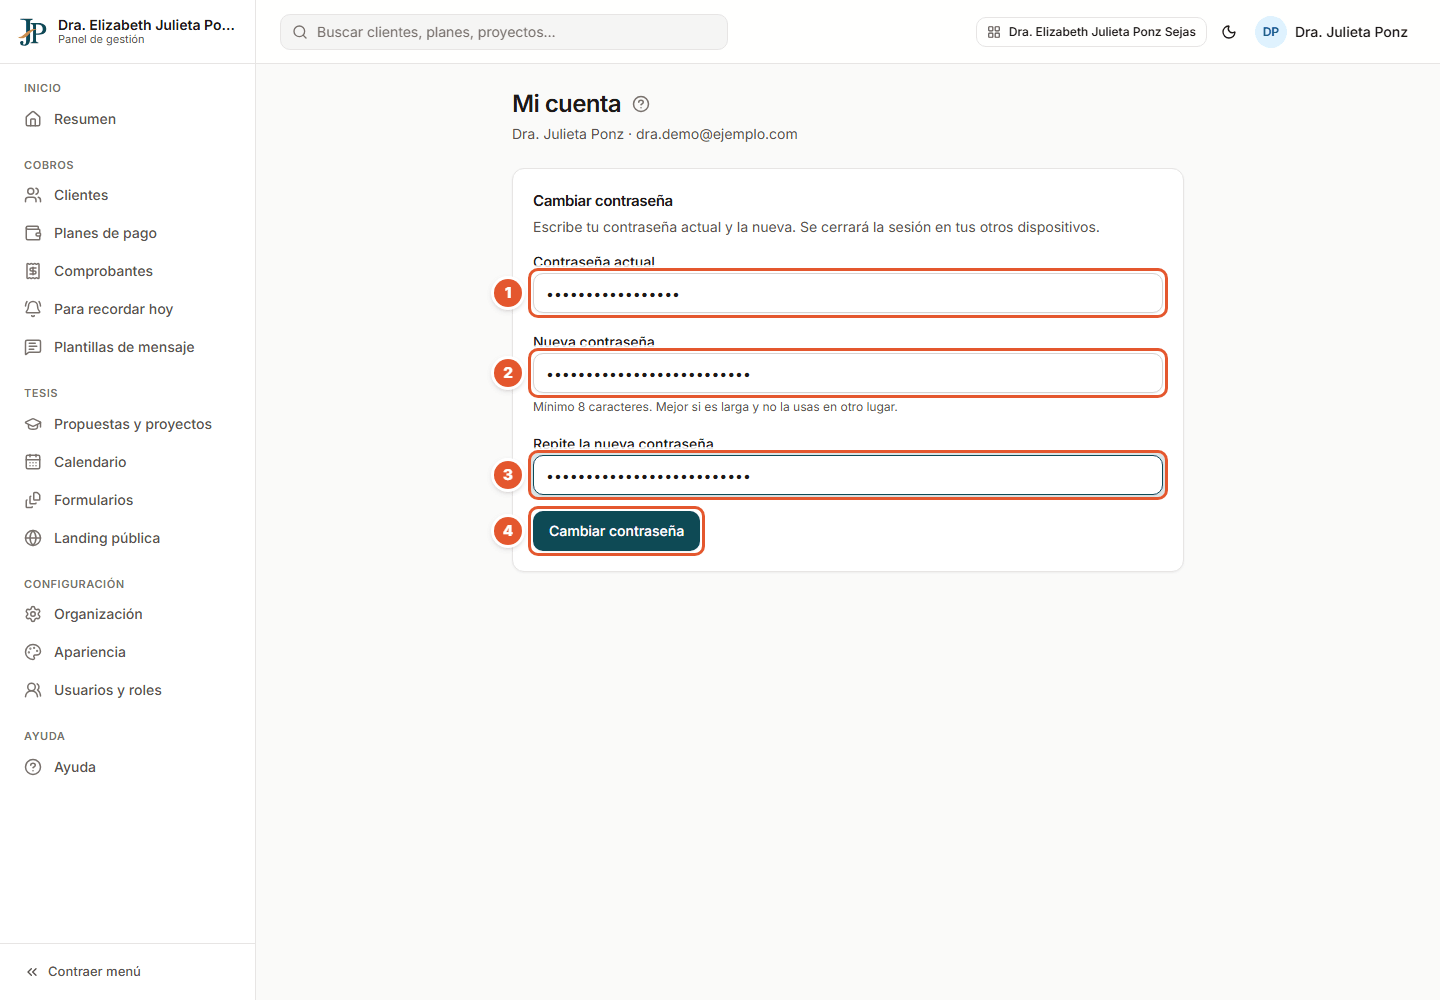 JP
Dra. Elizabeth Julieta Po...
Panel de gestión
Buscar clientes, planes, proyectos...
Dra. Elizabeth Julieta Ponz Sejas
DP
Dra. Julieta Ponz
INICIO
Resumen
COBROS
Clientes
Planes de pago
Comprobantes
Para recordar hoy
Plantillas de mensaje
TESIS
Propuestas y proyectos
Calendario
Formularios
Landing pública
CONFIGURACIÓN
Organización
Apariencia
Usuarios y roles
AYUDA
Ayuda
Contraer menú
Mi cuenta
Dra. Julieta Ponz · dra.demo@ejemplo.com
Cambiar contraseña
Escribe tu contraseña actual y la nueva. Se cerrará la sesión en tus otros dispositivos.
Contraseña actual
1
Nueva contraseña
2
Mínimo 8 caracteres. Mejor si es larga y no la usas en otro lugar.
Repite la nueva contraseña
3
4
Cambiar contraseña